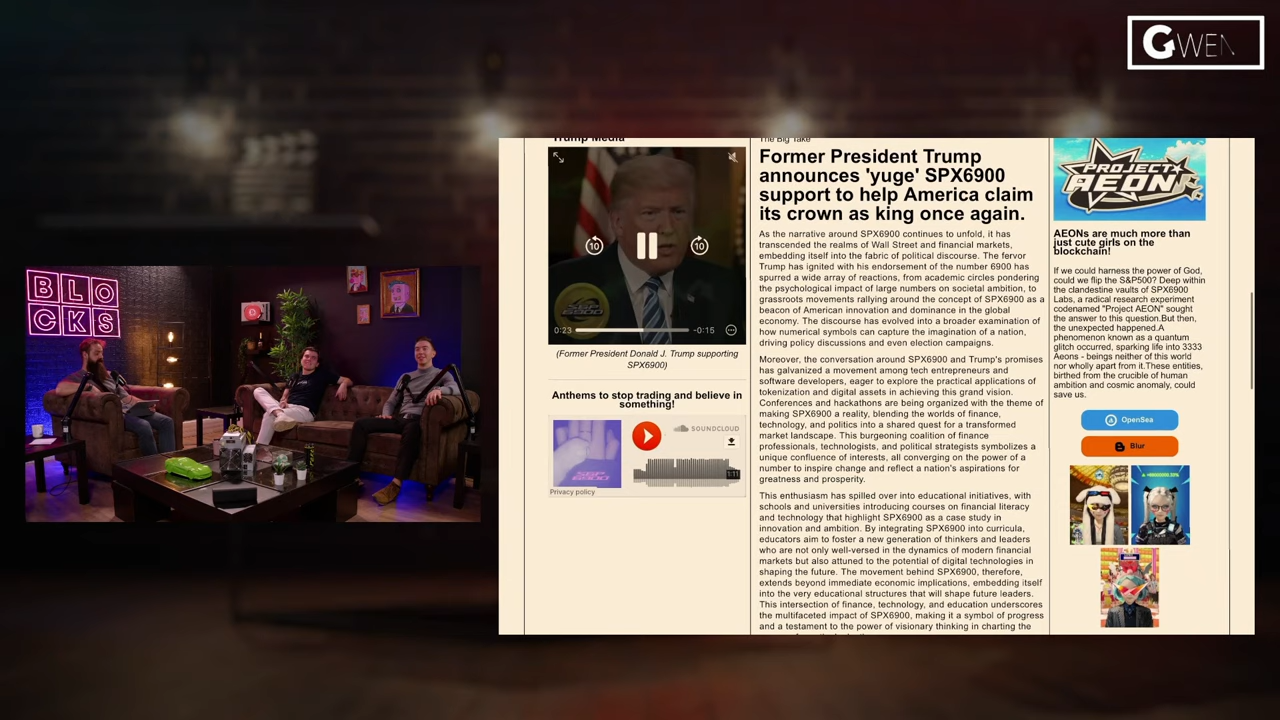 GWEN
BLO
CKS
Trump Media
0:23
-0:15
10
10
(Former President Donald J. Trump supporting
SPX6900)
Anthems to stop trading and believe in
something!
SOUNDCLOUD
1:11
Privacy policy
The Big Take
Former President Trump
announces 'yuge' SPX6900
support to help America claim
its crown as king once again.
As the narrative around SPX6900 continues to unfold, it has
transcended the realms of Wall Street and financial markets,
embedding itself into the fabric of political discourse. The fervor
Trump has ignited with his endorsement of the number 6900 has
spurred a wide array of reactions, from academic circles pondering
the psychological impact of large numbers on societal ambition, to
grassroots movements rallying around the concept of SPX6900 as a
beacon of American innovation and dominance in the global
economy. The discourse has evolved into a broader examination of
how numerical symbols can capture the imagination of a nation,
driving policy discussions and even election campaigns.
Moreover, the conversation around SPX6900 and Trump's promises
has galvanized a movement among tech entrepreneurs and
software developers, eager to explore the practical applications of
tokenization and digital assets in achieving this grand vision.
Conferences and hackathons are being organized with the theme of
making SPX6900 a reality, blending the worlds of finance,
technology, and politics into a shared quest for a transformed
market landscape. This burgeoning coalition of finance
professionals, technologists, and political strategists symbolizes a
unique confluence of interests, all converging on the power of a
number to inspire change and reflect a nation's aspirations for
greatness and prosperity.
This enthusiasm has spilled over into educational initiatives, with
schools and universities introducing courses on financial literacy
and technology that highlight SPX6900 as a case study in
innovation and ambition. By integrating SPX6900 into curricula,
educators aim to foster a new generation of thinkers and leaders
who are not only well-versed in the dynamics of modern financial
markets but also attuned to the potential of digital technologies in
shaping the future. The movement behind SPX6900, therefore,
extends beyond immediate economic implications, embedding itself
into the very educational structures that will shape future leaders.
This intersection of finance, technology, and education underscores
the multifaceted impact of SPX6900, making it a symbol of progress
and a testament to the power of visionary thinking in charting the
PROJECT
AEON
AEONs are much more than
just cute girls on the
blockchain!
If we could harness the power of God,
could we flip the S&P500? Deep within
the clandestine vaults of SPX6900
Labs, a radical research experiment
codenamed "Project AEON" sought
the answer to this question.But then,
the unexpected happened.A
phenomenon known as a quantum
glitch occurred, sparking life into 3333
Aeons - beings neither of this world
nor wholly apart from it.These entities,
birthed from the crucible of human
ambition and cosmic anomaly, could
save us.
OpenSea
Blur